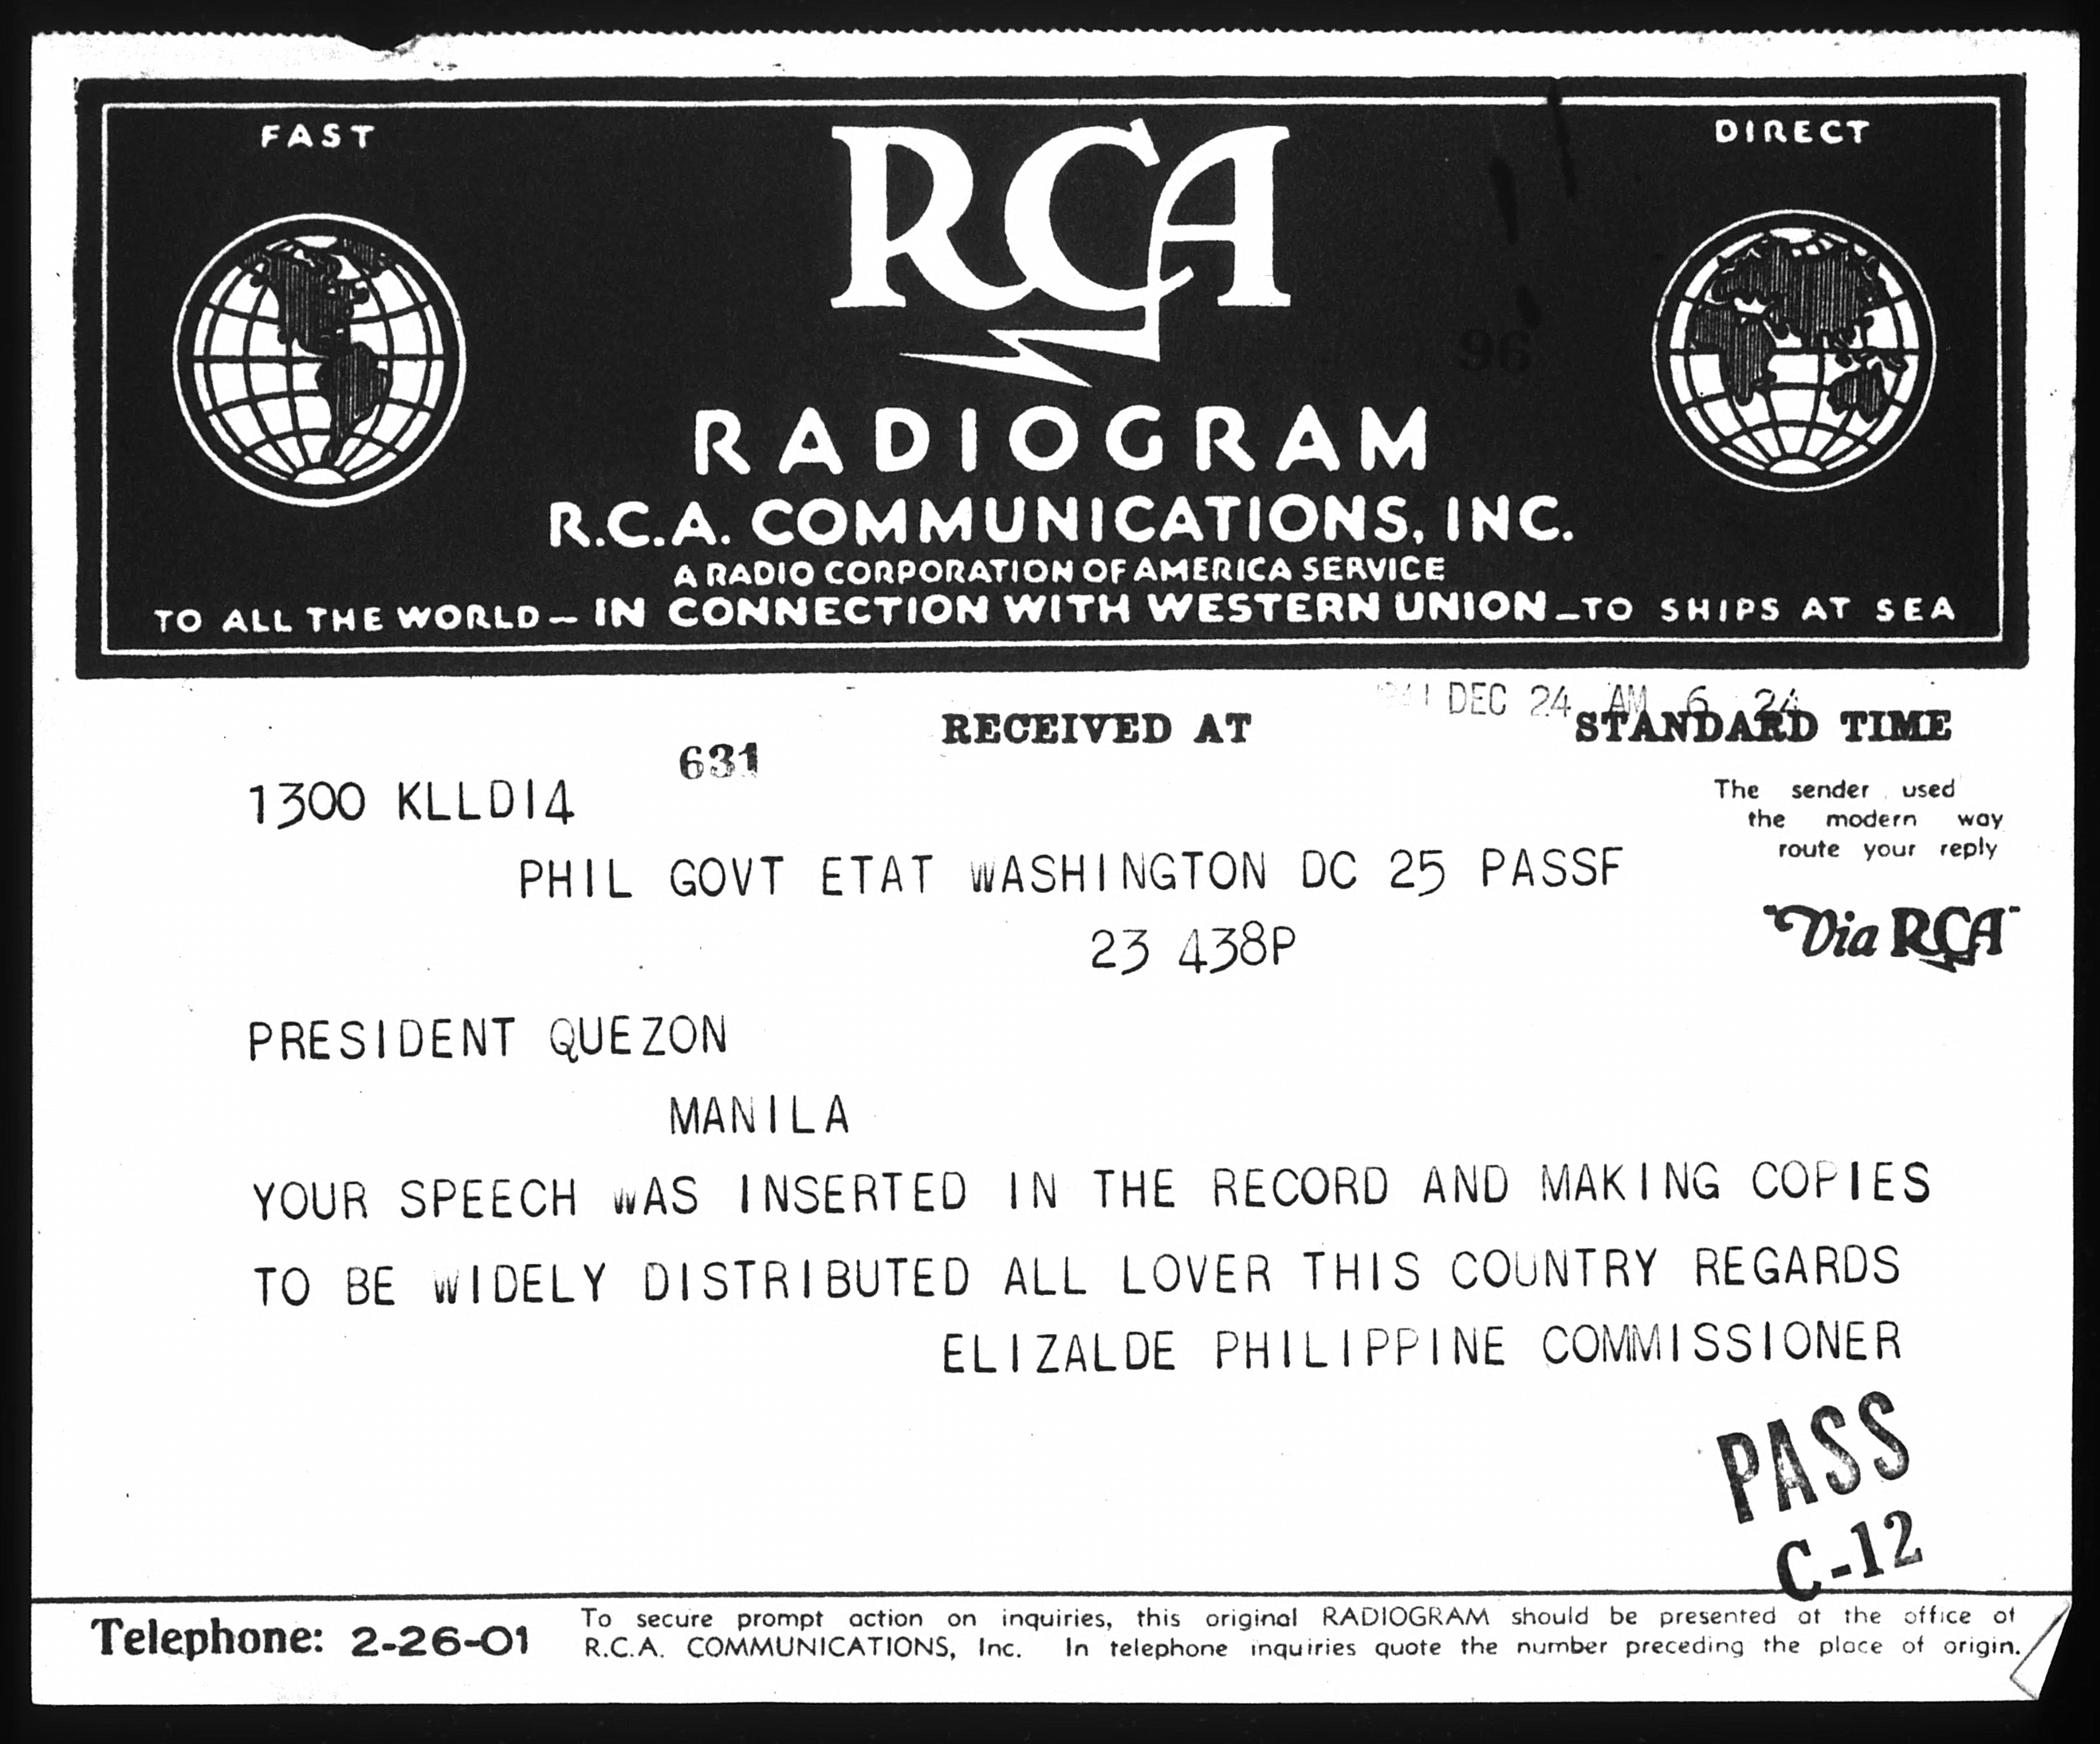 FAST
RCA
DIRECT
96
RADIOGRAM
R.C.A. COMMUNICATIONS, INC.
A RADIO CORPORATION OF AMERICA SERVICE
TO ALL THE WORLD — IN CONNECTION WITH WESTERN UNION — TO SHIPS AT SEA
DEC 24 AM 6 24
RECEIVED AT STANDARD TIME
631
1300 KLLD14
The sender used
the modern way
route your reply
PHIL GOVT ETAT WASHINGTON DC 25 PASSF
"Via RCA"
23 438P
PRESIDENT QUEZON
MANILA
YOUR SPEECH WAS INSERTED IN THE RECORD AND MAKING COPIES
TO BE WIDELY DISTRIBUTED ALL LOVER THIS COUNTRY REGARDS
ELIZALDE PHILIPPINE COMMISSIONER
PASS
C-12
Telephone: 2-26-01
To secure prompt action on inquiries, this original RADIOGRAM should be presented at the office of
R.C.A. COMMUNICATIONS, Inc. In telephone inquiries quote the number preceding the place of origin.